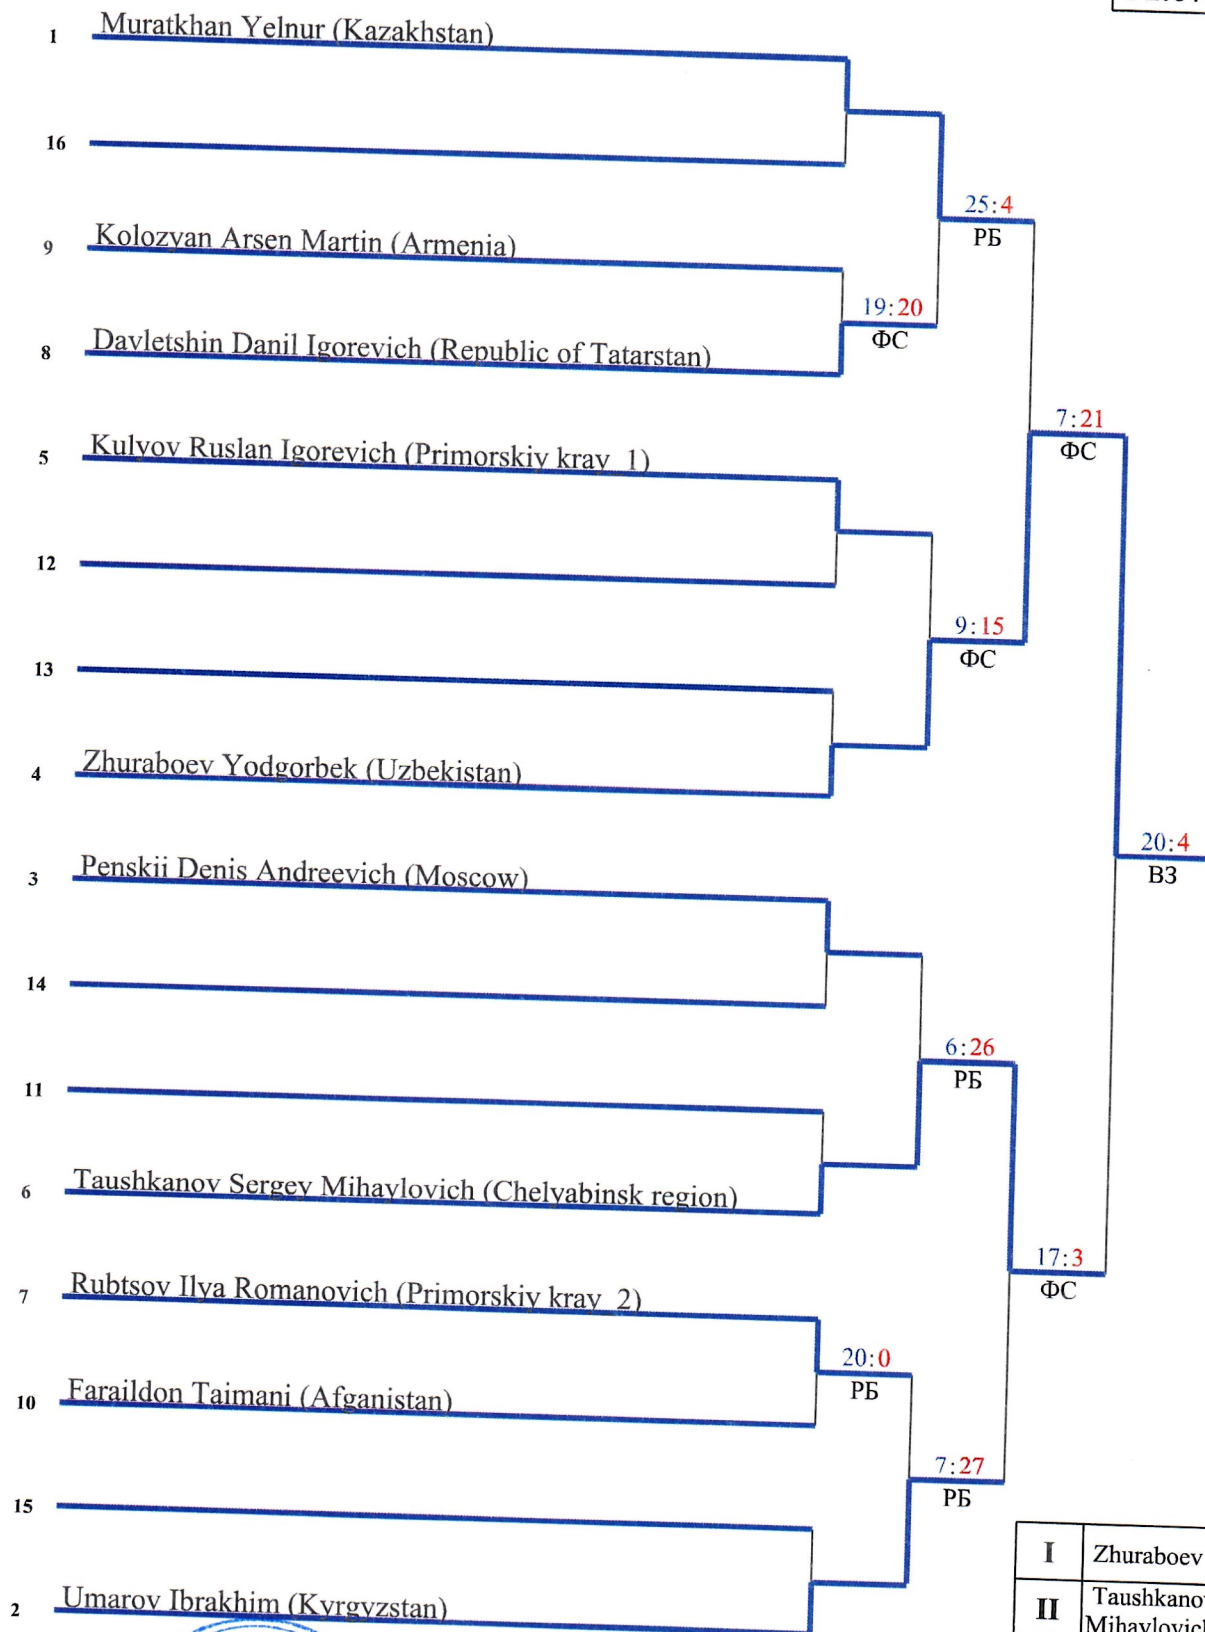 1 Muratkhan Yelnur (Kazakhstan)
16
25:4
РБ
9 Kolozyan Arsen Martin (Armenia)
19:20
ФС
8 Davletshin Danil Igorevich (Republic of Tatarstan)
7:21
ФС
5 Kulyov Ruslan Igorevich (Primorskiy kray 1)
12
9:15
ФС
13
4 Zhuraboev Yodgorbek (Uzbekistan)
20:4
ВЗ
3 Penskii Denis Andreevich (Moscow)
14
6:26
РБ
11
6 Taushkanov Sergey Mihaylovich (Chelyabinsk region)
17:3
ФС
7 Rubtsov Ilya Romanovich (Primorskiy kray 2)
20:0
РБ
10 Faraildon Taimani (Afganistan)
7:27
РБ
15
I Zhuraboev
2 Umarov Ibrakhim (Kyrgyzstan)
II Taushkanov
Mihaylovich